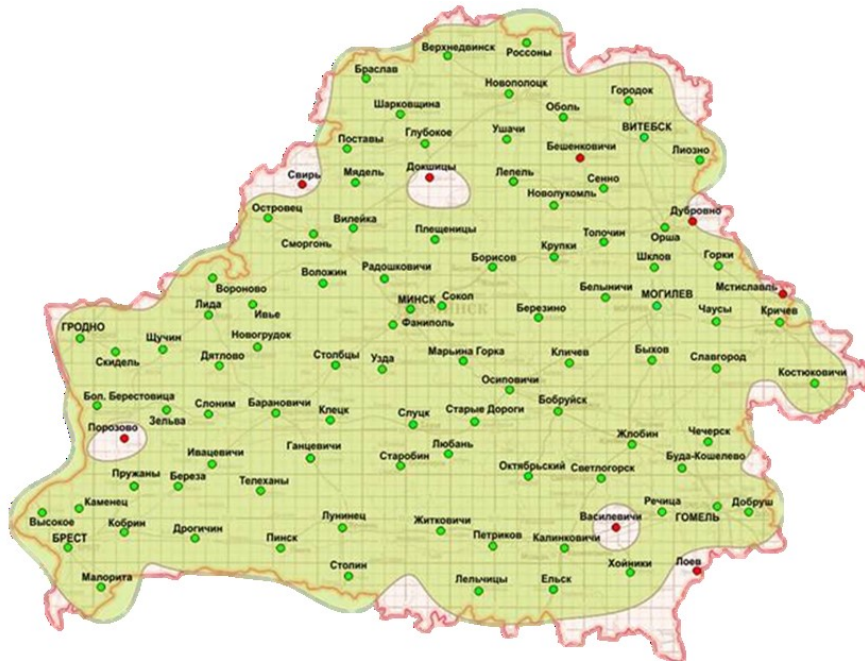 Верхнедвинск
Россоны
Браслав
Новополоцк
Городок
Шарковщина
Оболь
Поставы
Глубокое
Ушачи
ВИТЕБСК
Бешенковичи
Лиозно
Свирь
Мядель
Докшицы
Лепель
Сенно
Новолукомль
Островец
Вилейка
Дубровно
Сморгонь
Плещеницы
Толочин
Орша
Воложин
Радошковичи
Борисов
Крупки
Шклов
Горки
Вороново
Лида
Ивье
МИНСК
Сокол
Белыничи
МОГИЛЕВ
Мстиславль
ГРОДНО
Фаниполь
Березино
Чаусы
Кричев
Щучин
Новогрудок
Скидель
Дятлово
Столбцы
Узда
Марьина Горка
Кличев
Быхов
Славгород
Костюковичи
Бол. Берестовица
Зельва
Слоним
Барановичи
Клецк
Слуцк
Старые Дороги
Осиповичи
Бобруйск
Порозово
Ивацевичи
Ганцевичи
Старобин
Любань
Жлобин
Чечерск
Буда-Кошелево
Пружаны
Береза
Телеханы
Октябрьский
Светлогорск
Высокое
Каменец
Кобрин
Дрогичин
Лунинец
Житковичи
Василевичи
Речица
ГОМЕЛЬ
Добруш
БРЕСТ
Пинск
Петриков
Калинковичи
Малорита
Столин
Лельчицы
Ельск
Хойники
Лоев